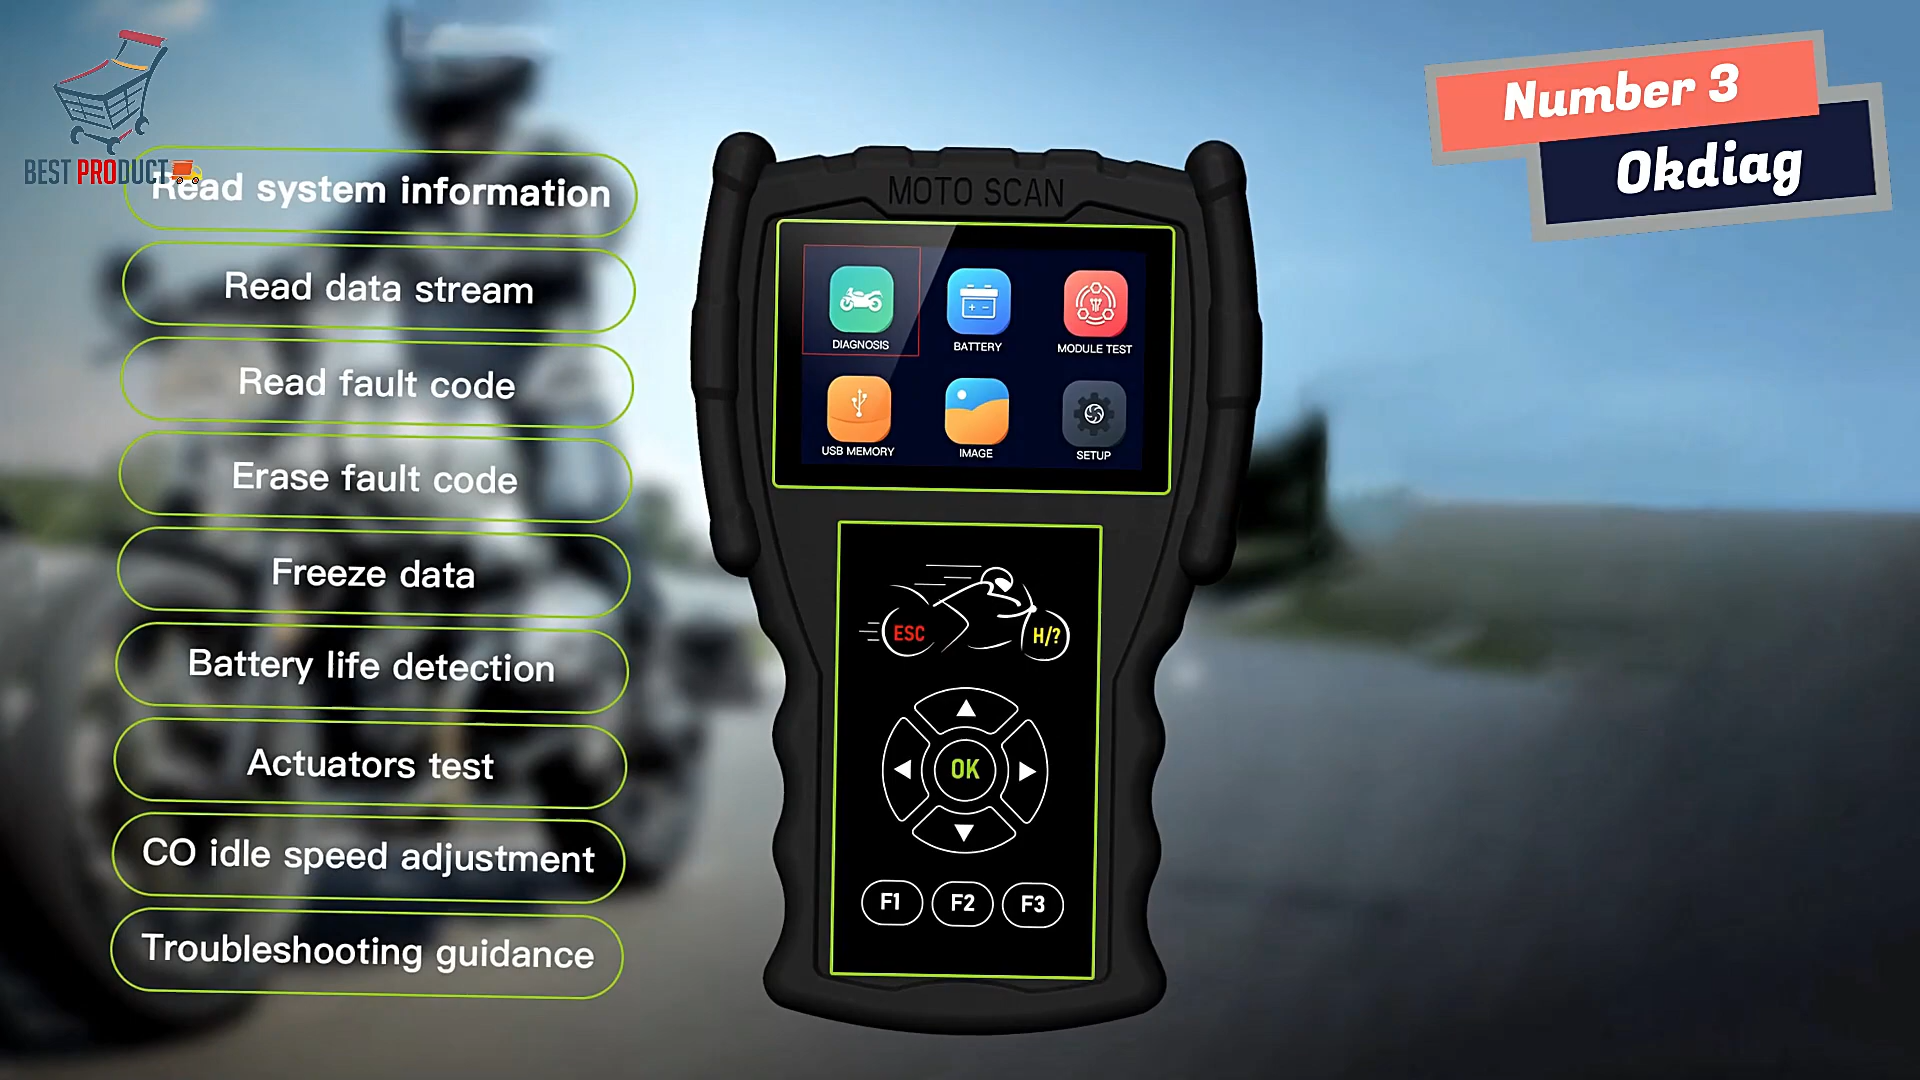 BEST PRODUCT
Read system information
Read data stream
Read fault code
Erase fault code
Freeze data
Battery life detection
Actuators test
CO idle speed adjustment
Troubleshooting guidance
MOTO SCAN
DIAGNOSIS
BATTERY
MODULE TEST
USB MEMORY
IMAGE
SETUP
ESC
H/?
OK
F1
F2
F3
Number 3
Okdiag